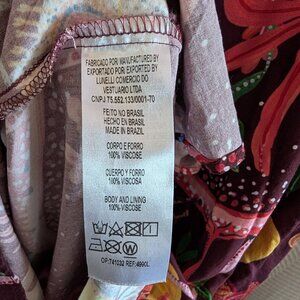 FABRICADO POR/ MANUFACTURED BY
EXPORTADO POR/ EXPORTED BY
LUNELLI COMERCIO DO
VESTUARIO LTDA
CNPJ 75.552.133/0001-70
FEITO NO BRASIL
HECHO EN BRASIL
MADE IN BRAZIL
CORPO E FORRO
100% VISCOSE
CUERPO Y FORRO
100% VISCOSA
BODY AND LINING
100% VISCOSE
OP:741032 REF:4990L